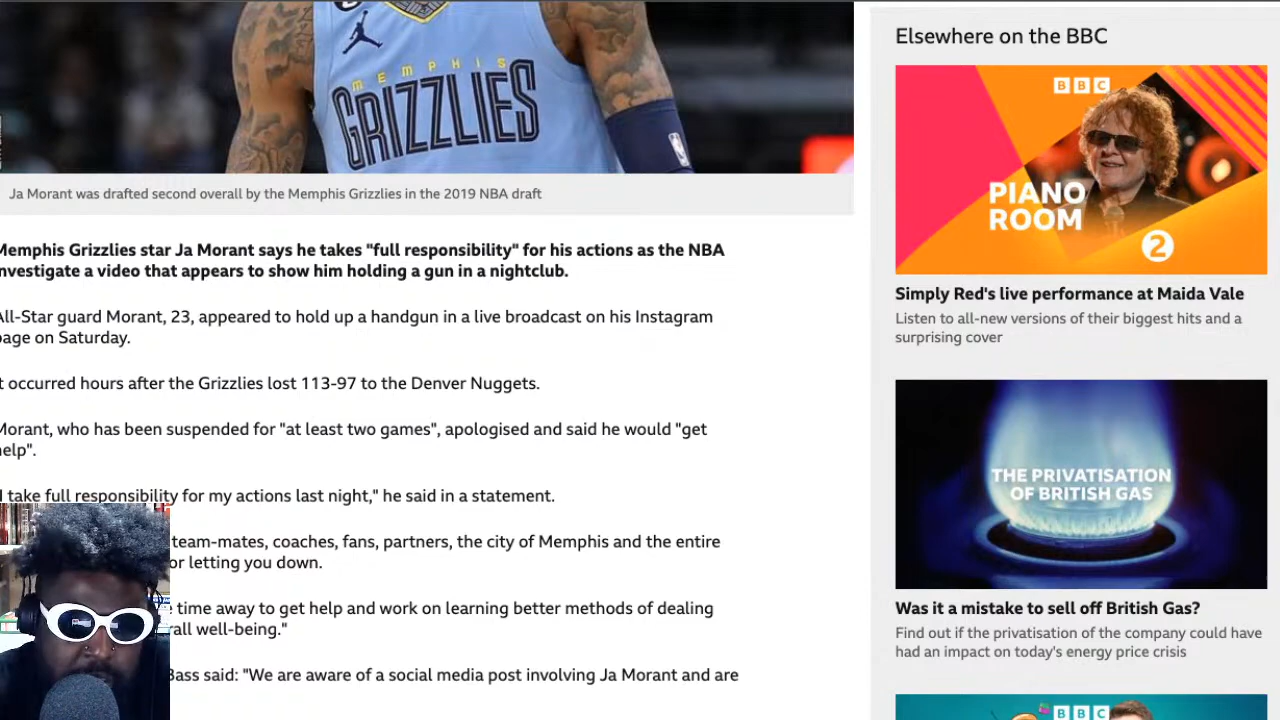 MEMPHIS
GRIZZLIES
Ja Morant was drafted second overall by the Memphis Grizzlies in the 2019 NBA draft
Memphis Grizzlies star Ja Morant says he takes "full responsibility" for his actions as the NBA
investigate a video that appears to show him holding a gun in a nightclub.
All-Star guard Morant, 23, appeared to hold up a handgun in a live broadcast on his Instagram
page on Saturday.
t occurred hours after the Grizzlies lost 113-97 to the Denver Nuggets.
Morant, who has been suspended for "at least two games", apologised and said he would "get
help".
I take full responsibility for my actions last night," he said in a statement.
team-mates, coaches, fans, partners, the city of Memphis and the entire
or letting you down.
time away to get help and work on learning better methods of dealing
rall well-being."
Bass said: "We are aware of a social media post involving Ja Morant and are
Elsewhere on the BBC
BBC
PIANO
ROOM
2
Simply Red's live performance at Maida Vale
Listen to all-new versions of their biggest hits and a
surprising cover
THE PRIVATISATION
OF BRITISH GAS
Was it a mistake to sell off British Gas?
Find out if the privatisation of the company could have
had an impact on today's energy price crisis
BBC